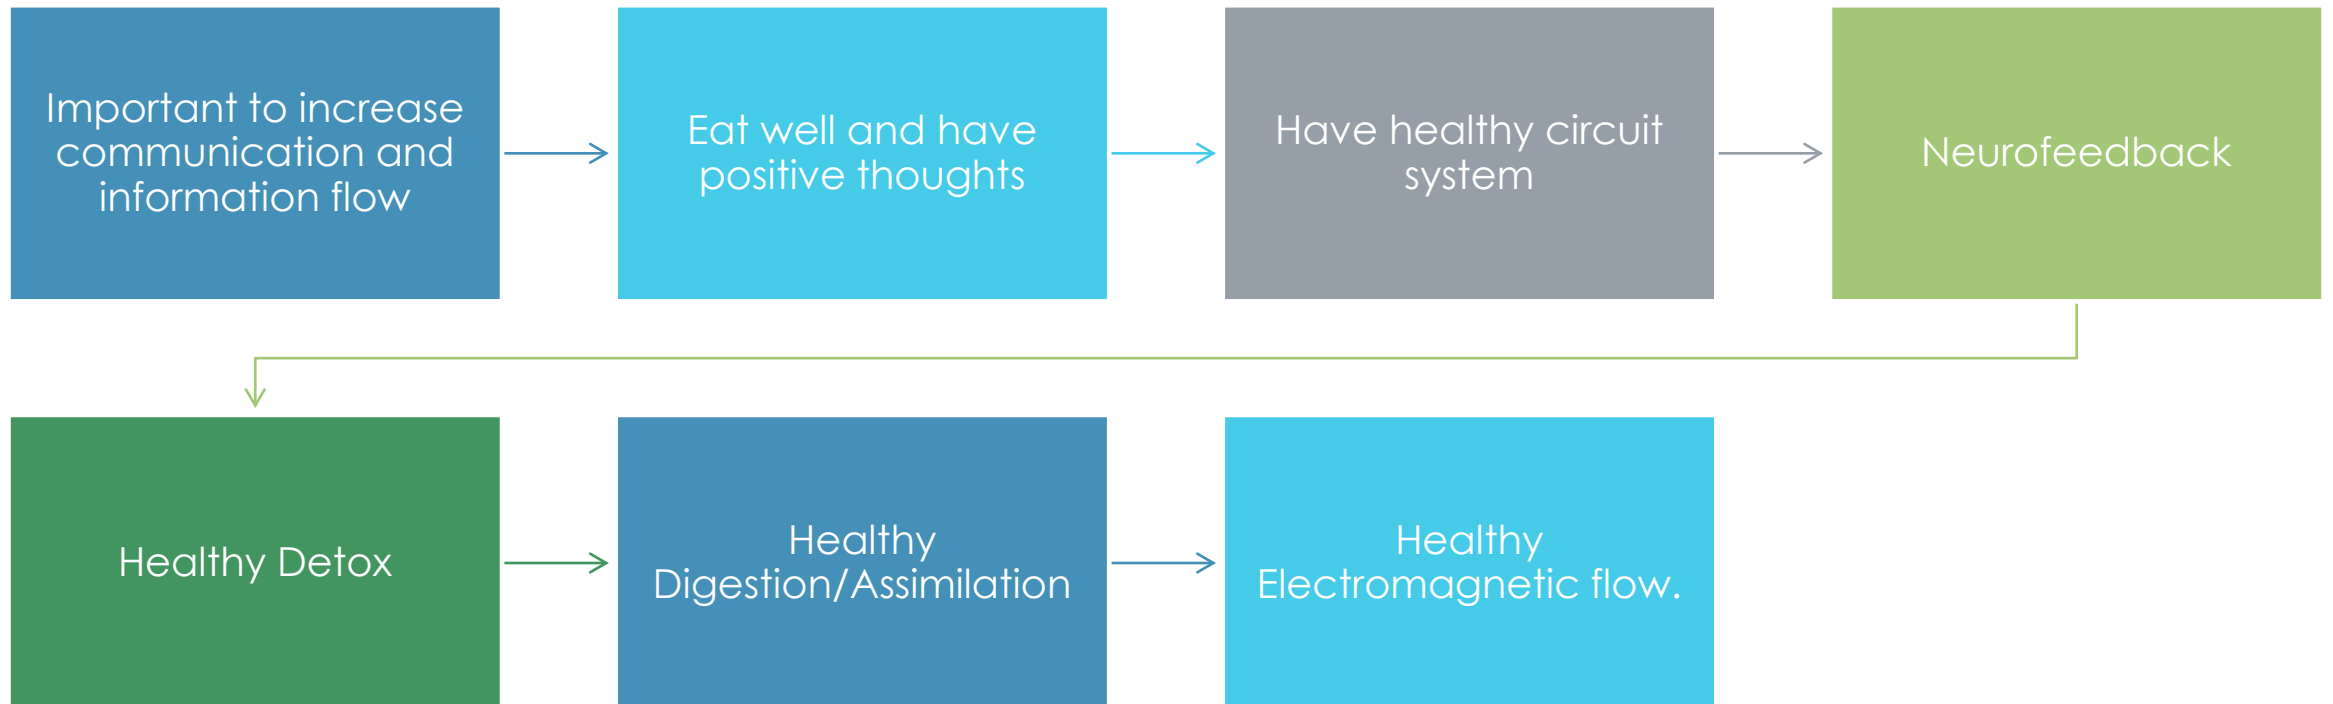 Important to increase
communication and
information flow
Eat well and have
positive thoughts
Have healthy circuit
system
Neurofeedback
Healthy Detox
Healthy
Digestion/Assimilation
Healthy
Electromagnetic flow.